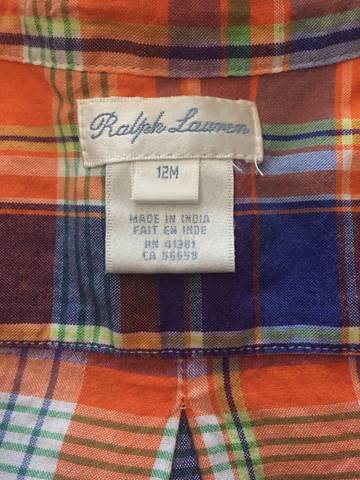 Ralph Lauren
12M
MADE IN INDIA
FAIT EN INDE
RN 41381
CA 56658